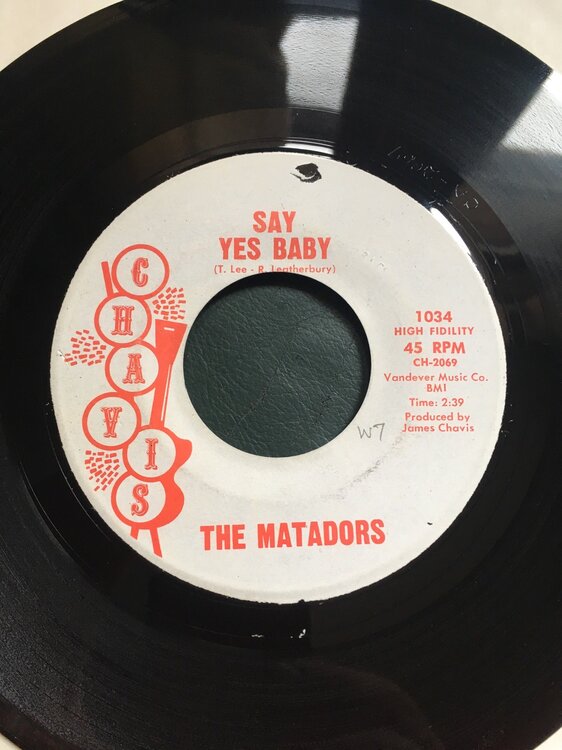 SAY
YES BABY
(T. Lee - R. Leatherbury)
CHAVIS
1034
HIGH FIDILITY
45 RPM
CH-2069
Vandever Music Co.
BMI
Time: 2:39
Produced by
James Chavis
W7
THE MATADORS